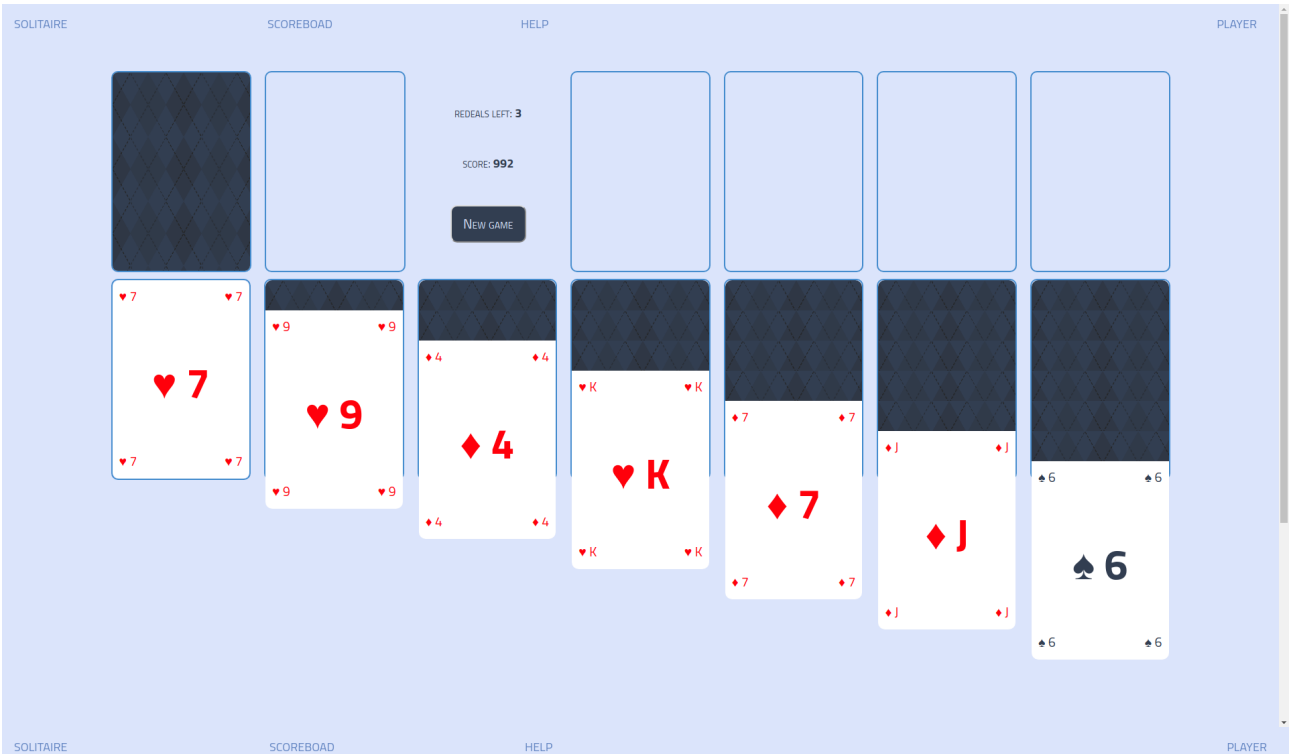 SOLITAIRE SCOREBOAD HELP PLAYER
REDEALS LEFT: 3
SCORE: 992
NEW GAME
♥ 7 ♥ 7
♥ 7
♥ 7 ♥ 7
♥ 9 ♥ 9
♥ 9
♥ 9 ♥ 9
♦ 4 ♦ 4
♦ 4
♦ 4 ♦ 4
♥ K ♥ K
♥ K
♥ K ♥ K
♦ 7 ♦ 7
♦ 7
♦ 7 ♦ 7
♦ J ♦ J
♦ J
♦ J ♦ J
♠ 6 ♠ 6
♠ 6
♠ 6 ♠ 6
SOLITAIRE SCOREBOAD HELP PLAYER